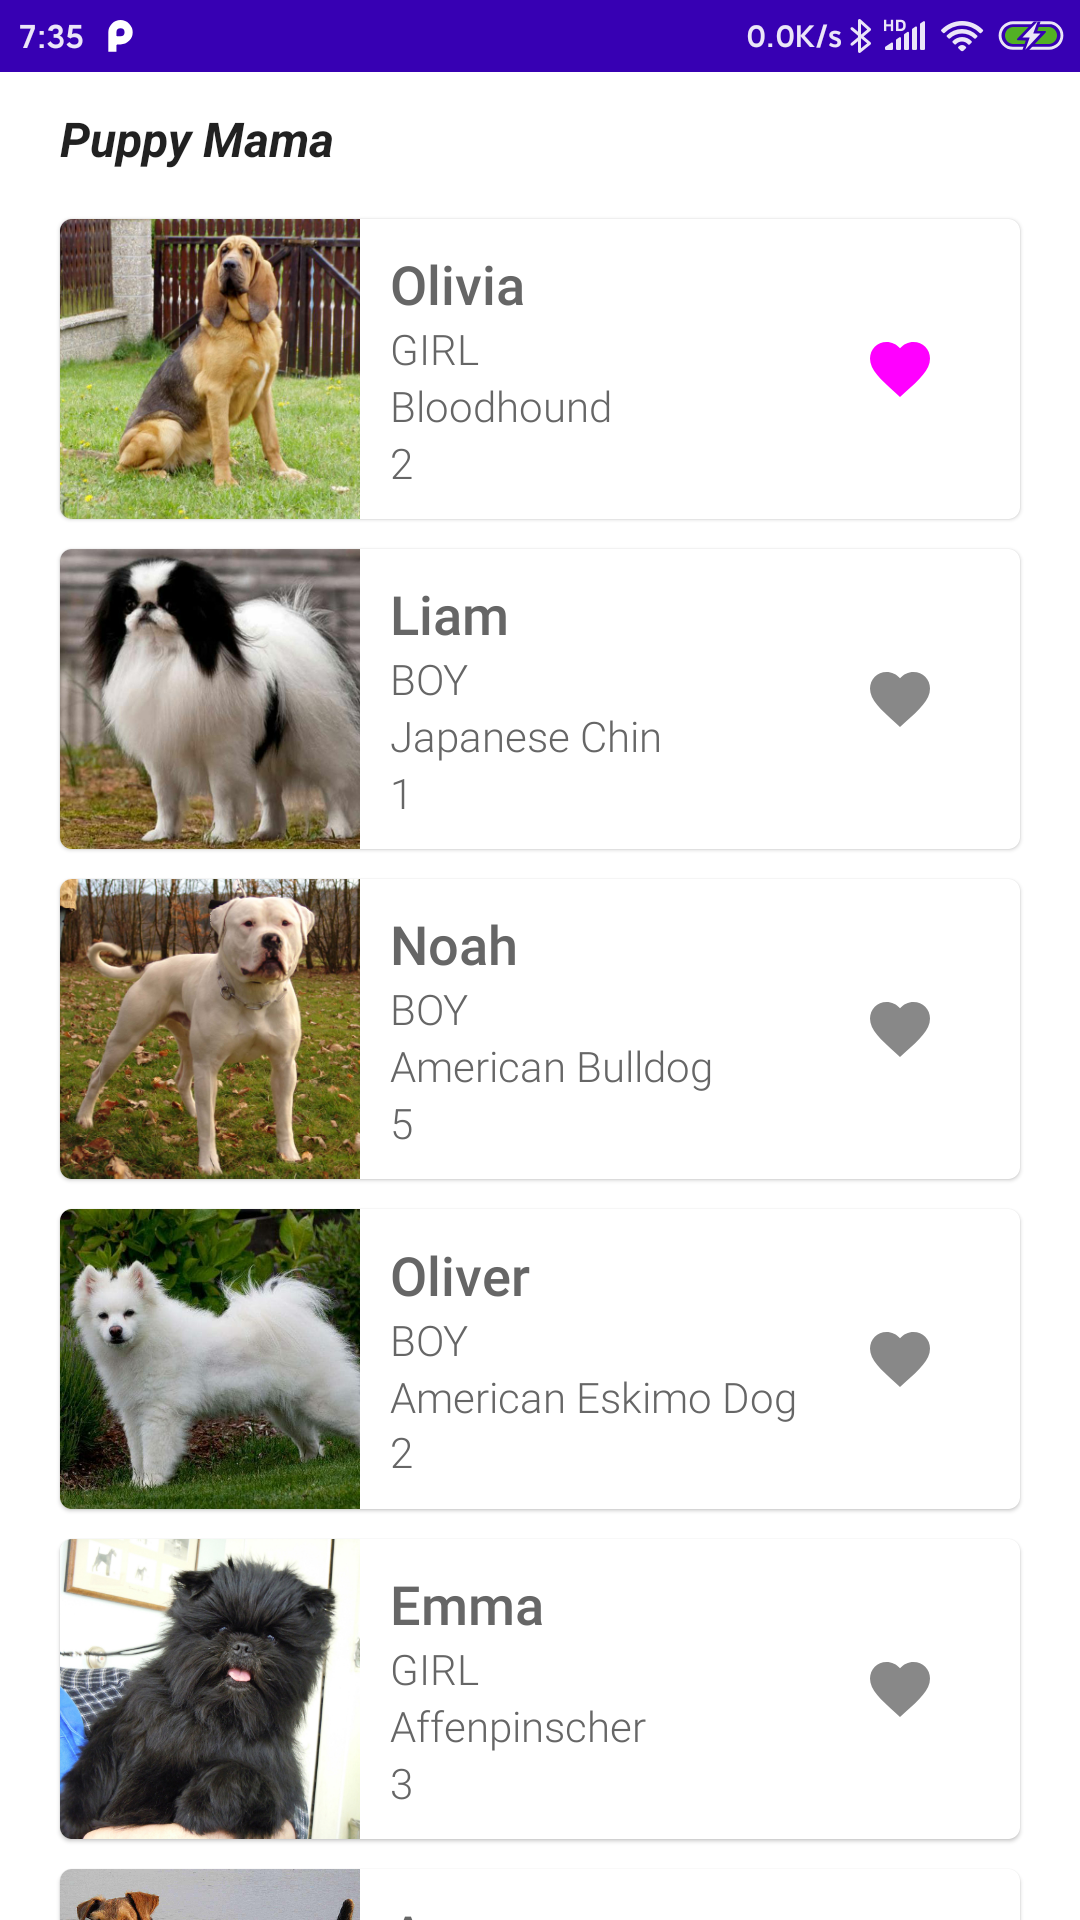 7:35 0.0K/s HD
Puppy Mama
Olivia
GIRL
Bloodhound
2
Liam
BOY
Japanese Chin
1
Noah
BOY
American Bulldog
5
Oliver
BOY
American Eskimo Dog
2
Emma
GIRL
Affenpinscher
3